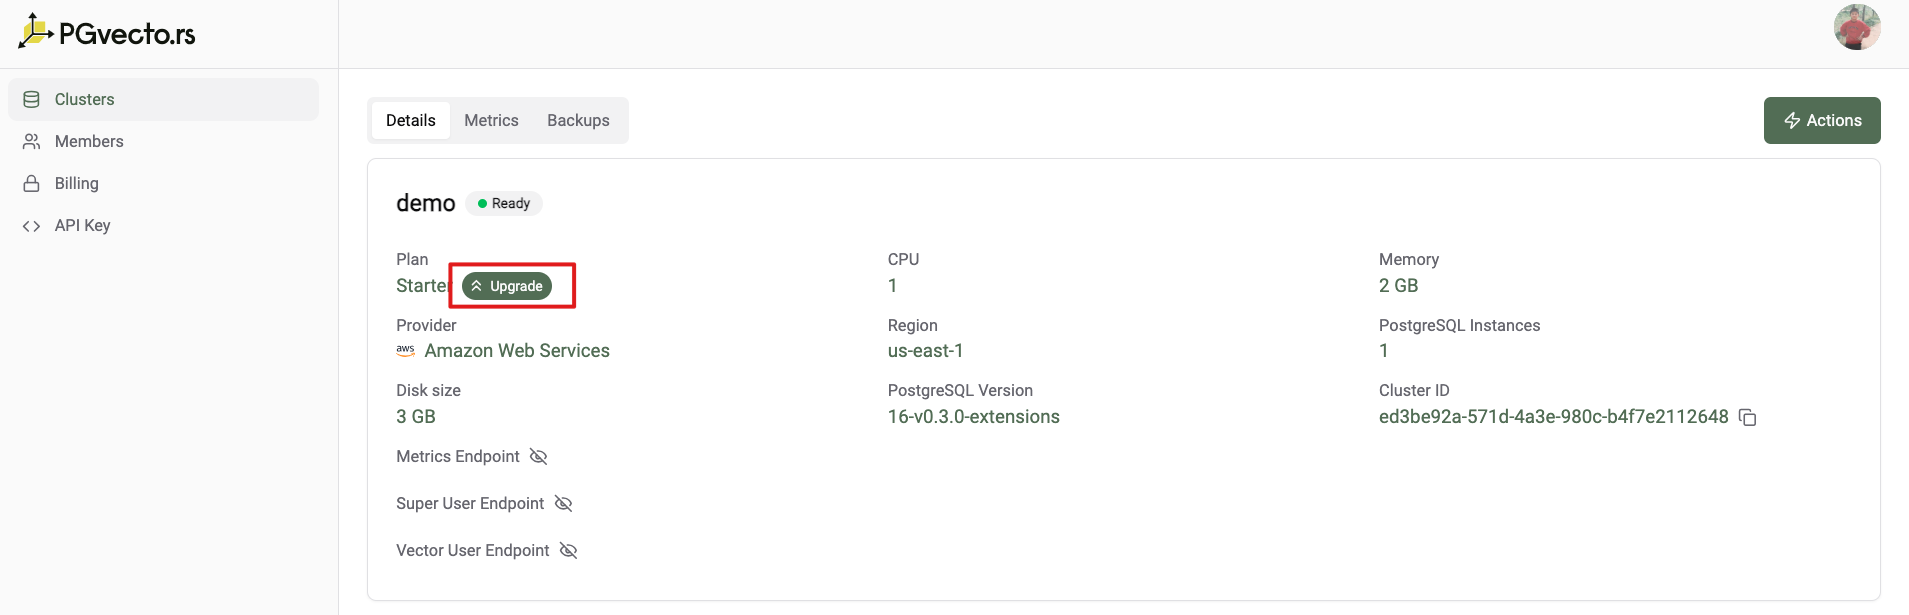 PGvecto.rs
Clusters
Members
Billing
API Key
Details Metrics Backups
Actions
demo Ready
Plan CPU Memory
Starter Upgrade 1 2 GB
Provider Region PostgreSQL Instances
aws Amazon Web Services us-east-1 1
Disk size PostgreSQL Version Cluster ID
3 GB 16-v0.3.0-extensions ed3be92a-571d-4a3e-980c-b4f7e2112648
Metrics Endpoint
Super User Endpoint
Vector User Endpoint